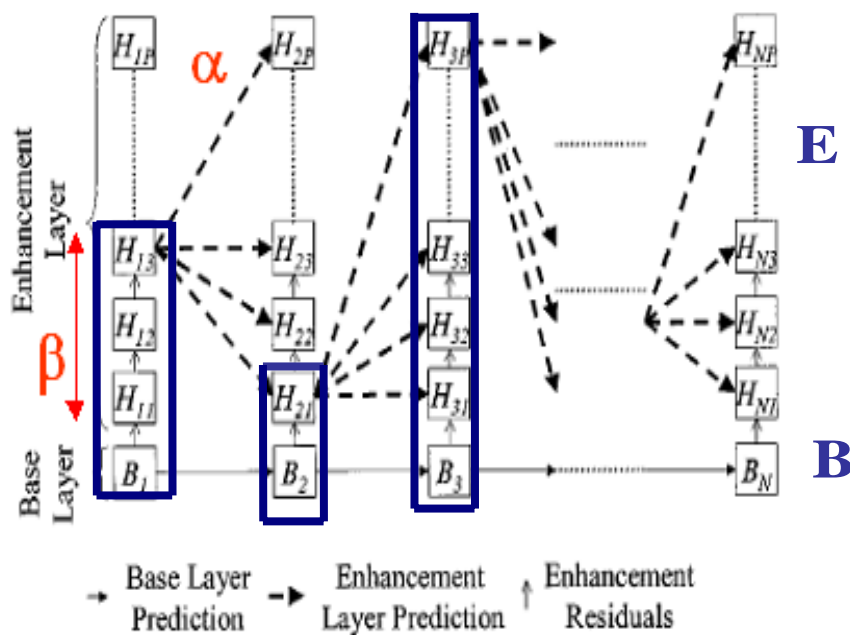 H1P H2P H3P HNP
α
E
Enhancement
Layer
H13 H23 H33 HN3
H12 H22 H32 HN2
β
H11 H21 H31 HN1
Base
Layer
B1 B2 B3 BN
B
Base Layer
Prediction
Enhancement
Layer Prediction
Enhancement
Residuals